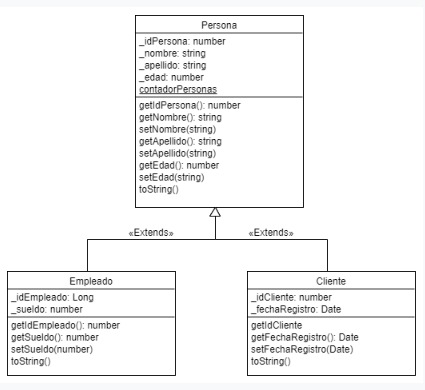 Persona
_idPersona: number
_nombre: string
_apellido: string
_edad: number
contadorPersonas
getIdPersona(): number
getNombre(): string
setNombre(string)
getApellido(): string
setApellido(string)
getEdad(): number
setEdad(string)
toString()
«Extends»
«Extends»
Empleado
_idEmpleado: Long
_sueldo: number
getIdEmpleado(): number
getSueldo(): number
setSueldo(number)
toString()
Cliente
_idCliente: number
_fechaRegistro: Date
getIdCliente
getFechaRegistro(): Date
setFechaRegistro(Date)
toString()